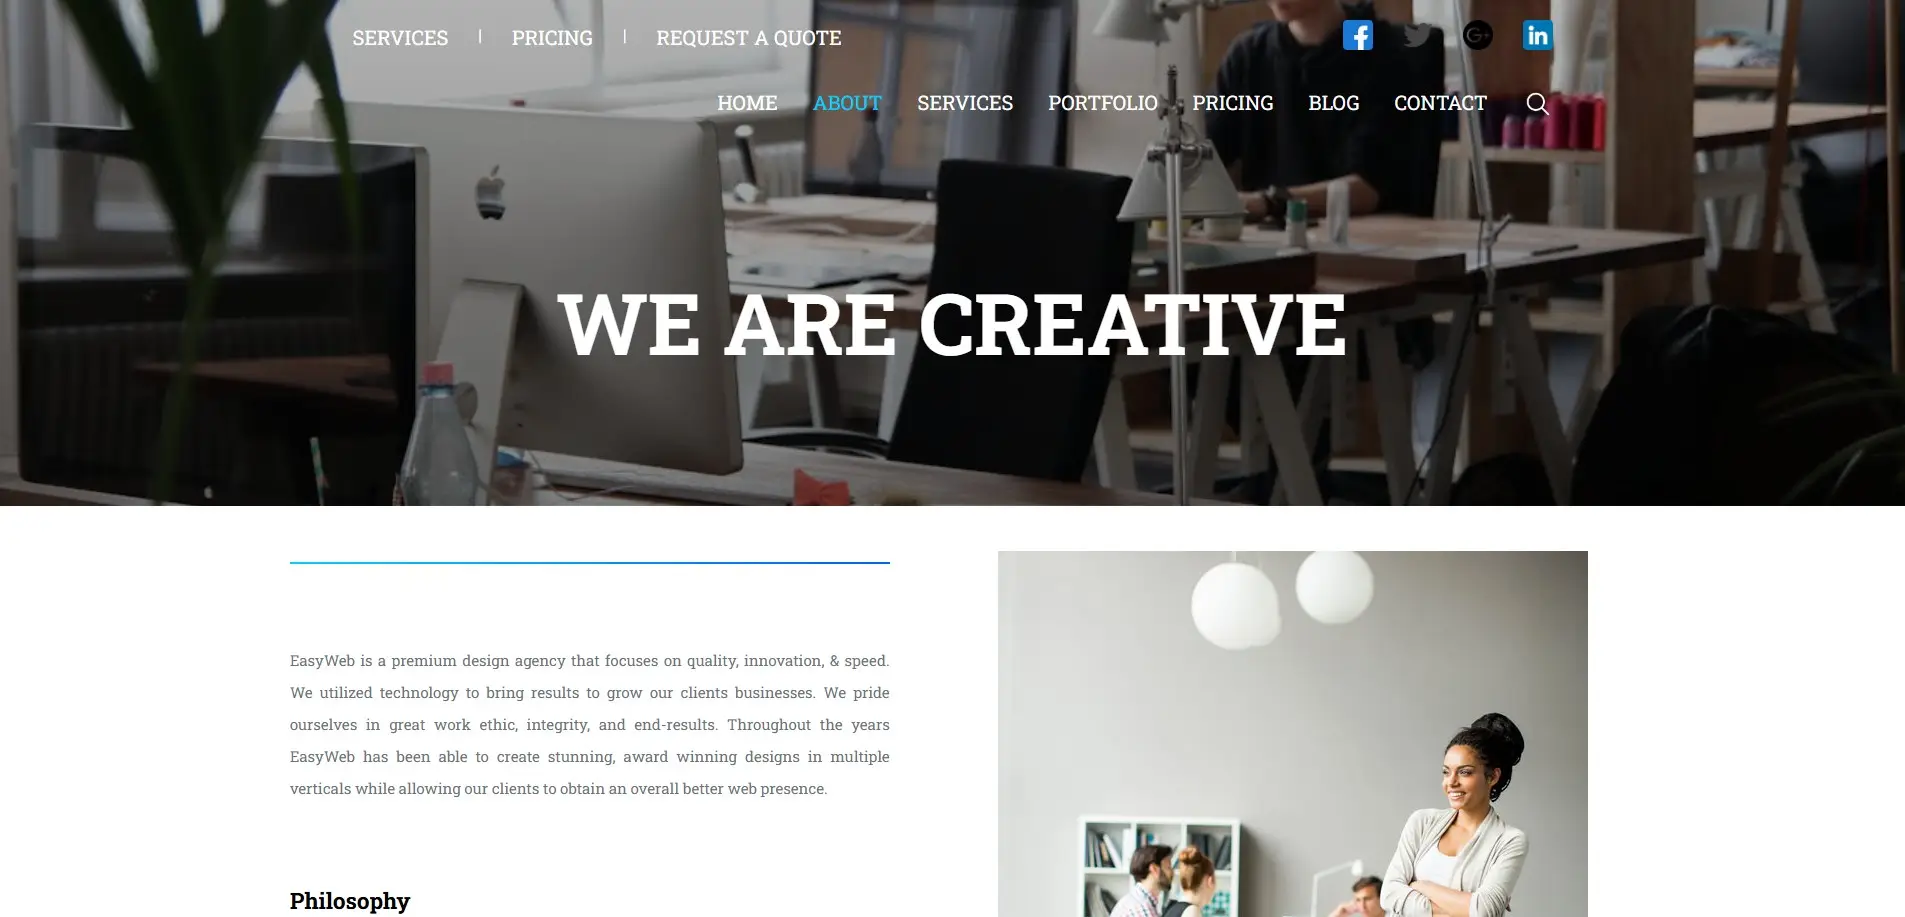 SERVICES | PRICING | REQUEST A QUOTE
HOME ABOUT SERVICES PORTFOLIO PRICING BLOG CONTACT
WE ARE CREATIVE
EasyWeb is a premium design agency that focuses on quality, innovation, & speed.
We utilized technology to bring results to grow our clients businesses. We pride
ourselves in great work ethic, integrity, and end-results. Throughout the years
EasyWeb has been able to create stunning, award winning designs in multiple
verticals while allowing our clients to obtain an overall better web presence.
Philosophy